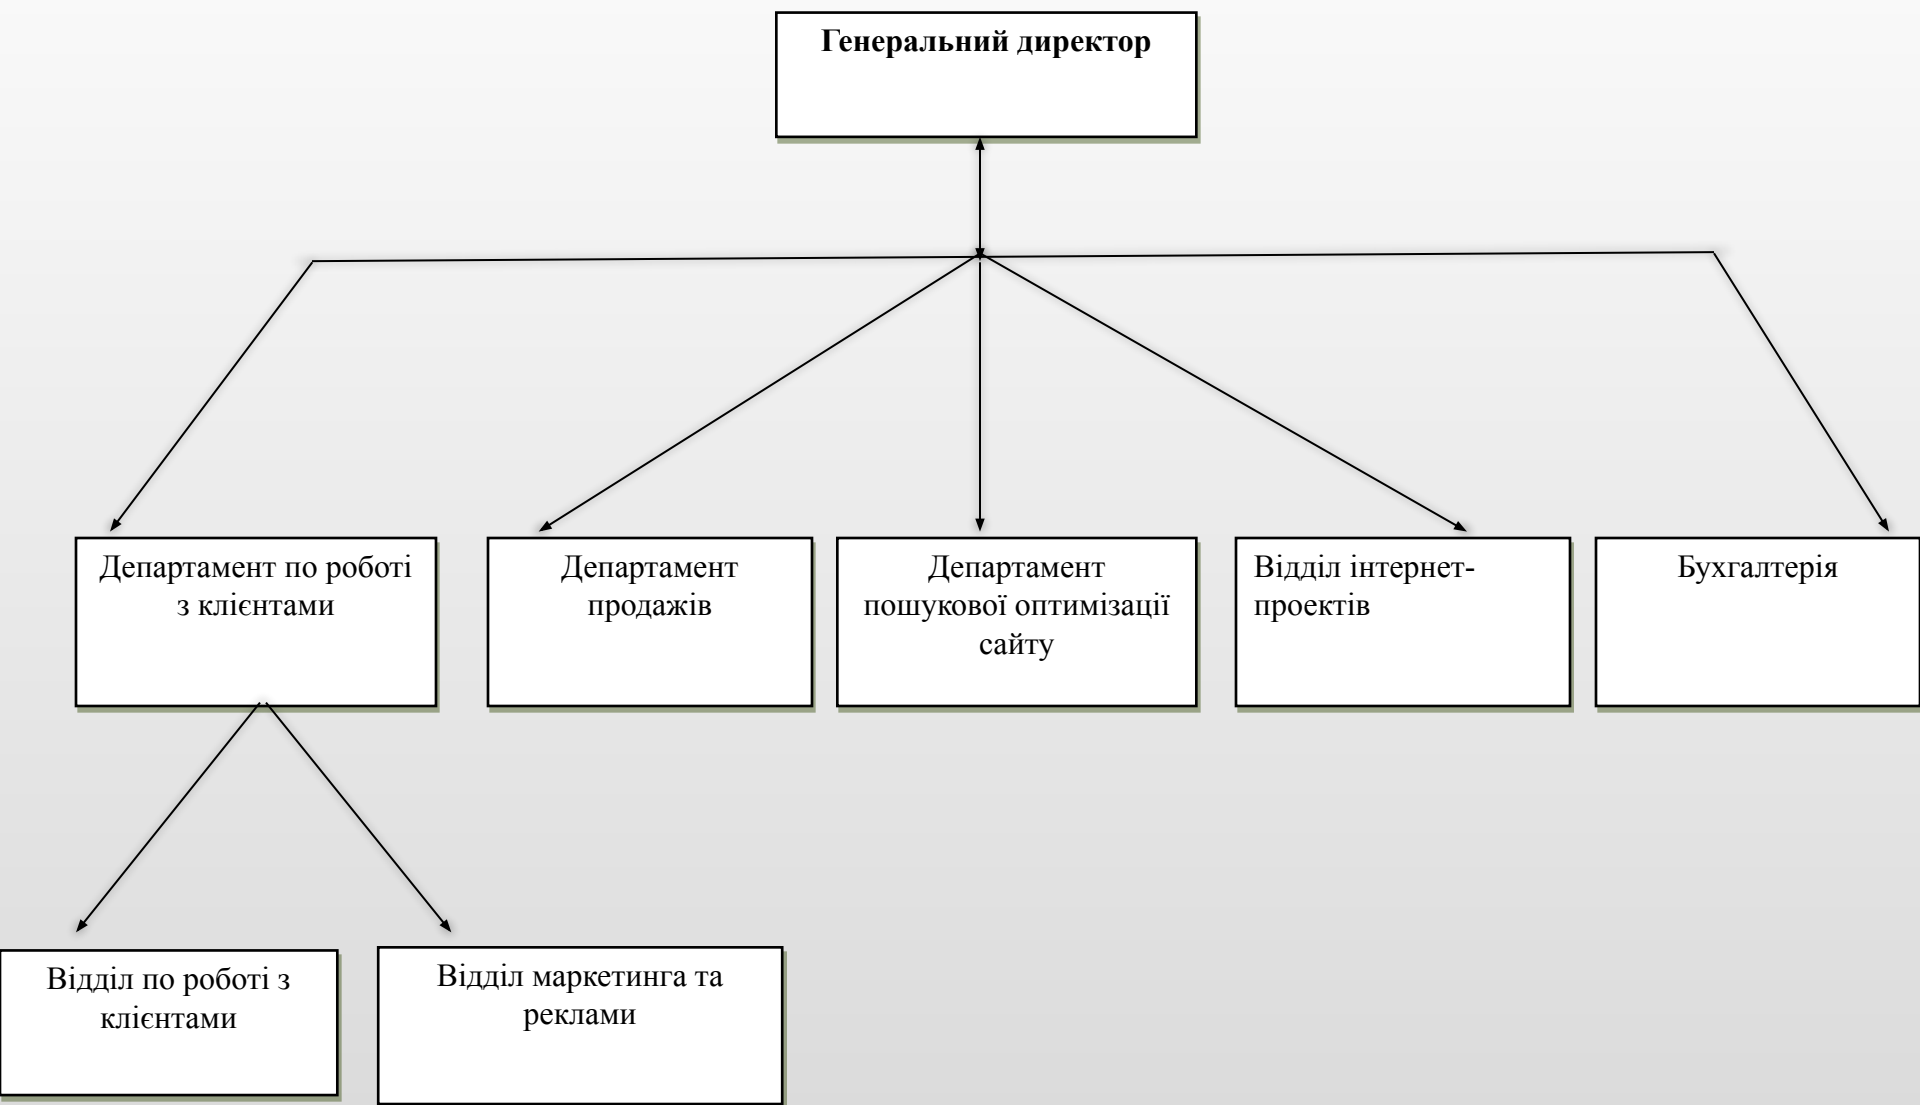 Генеральний директор
Департамент по роботі
з клієнтами
Департамент
продажів
Департамент
пошукової оптимізації
сайту
Відділ інтернет-
проектів
Бухгалтерія
Відділ по роботі з
клієнтами
Відділ маркетинга та
реклами